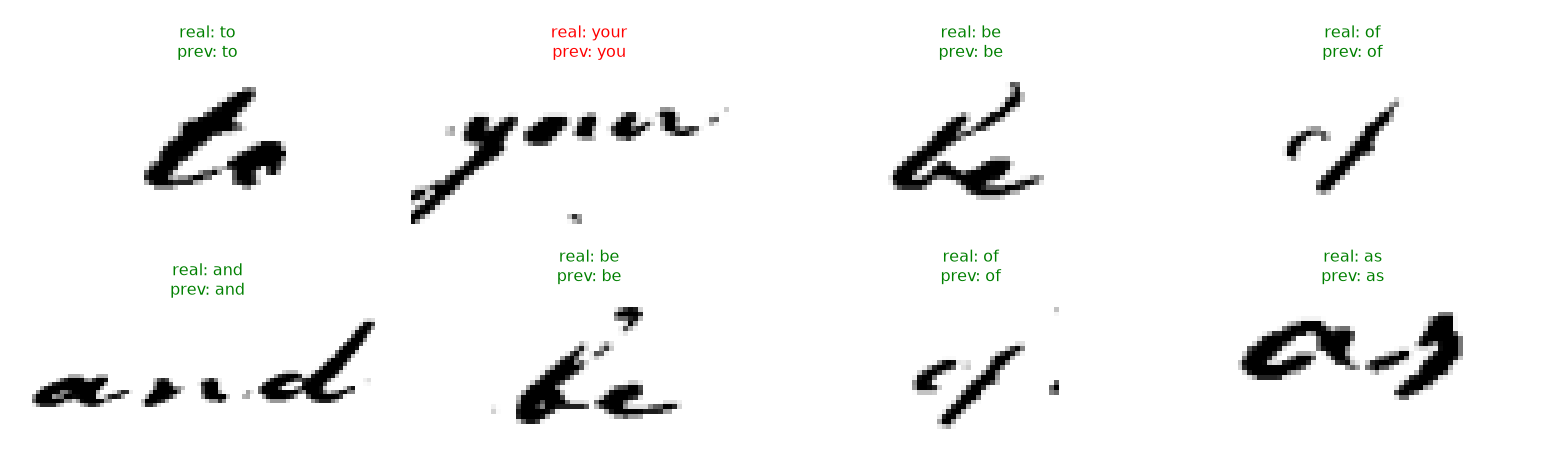 real: to real: your real: be real: of
prev: to prev: you prev: be prev: of
to your be of
real: and real: be real: of real: as
prev: and prev: be prev: of prev: as
and be of as